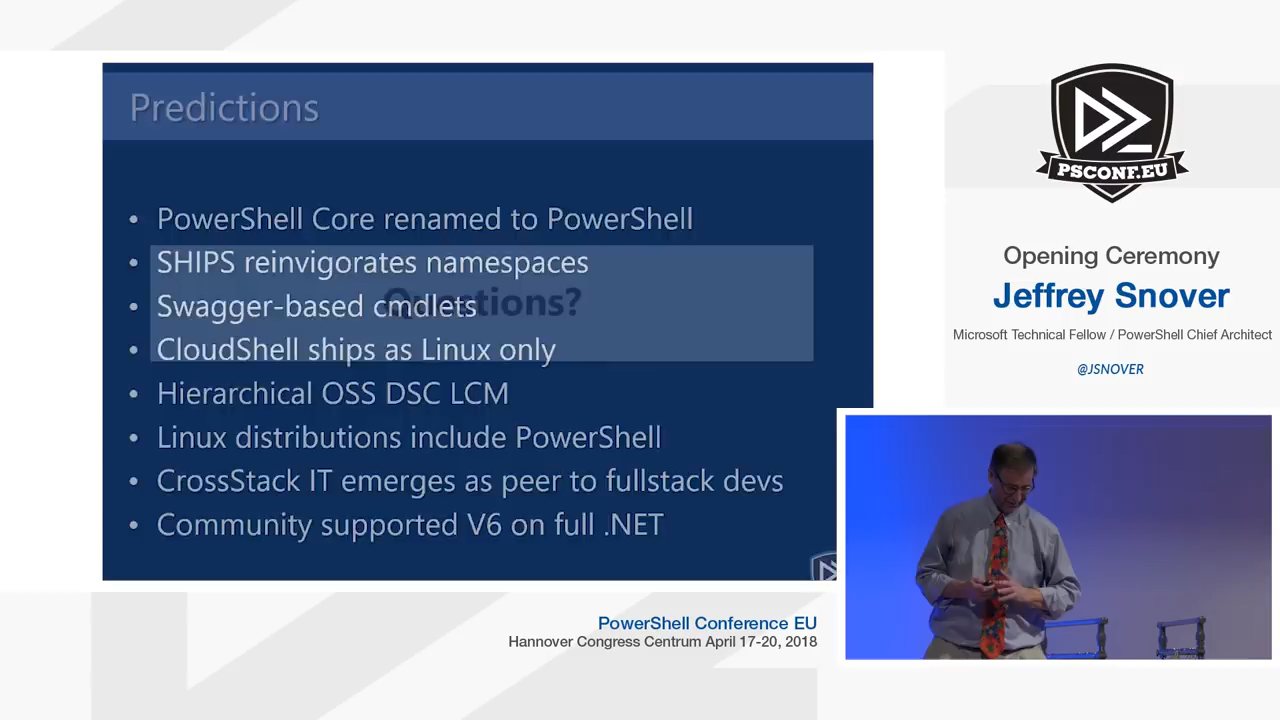 Predictions
• PowerShell Core renamed to PowerShell
• SHIPS reinvigorates namespaces
• Swagger-based cmdlets
Questions?
• CloudShell ships as Linux only
• Hierarchical OSS DSC LCM
• Linux distributions include PowerShell
• CrossStack IT emerges as peer to fullstack devs
• Community supported V6 on full .NET
PSCONF.EU
Opening Ceremony
Jeffrey Snover
Microsoft Technical Fellow / PowerShell Chief Architect
@JSNOVER
PowerShell Conference EU
Hannover Congress Centrum April 17-20, 2018